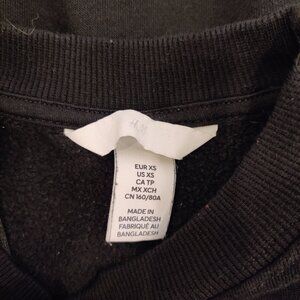 EUR XS
US XS
CA TP
MX XCH
CN 160/80A
MADE IN
BANGLADESH
FABRIQUÉ AU
BANGLADESH